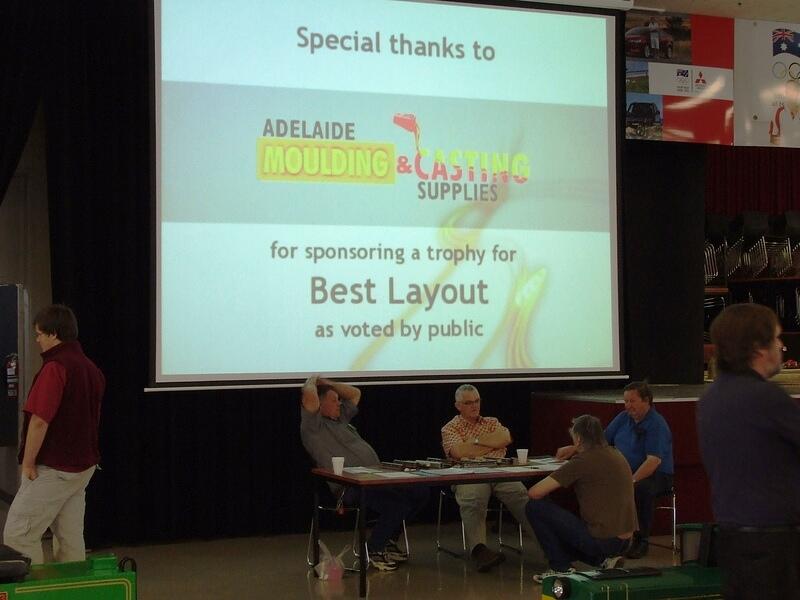 Special thanks to
ADELAIDE
MOULDING & CASTING
SUPPLIES
for sponsoring a trophy for
Best Layout
as voted by public